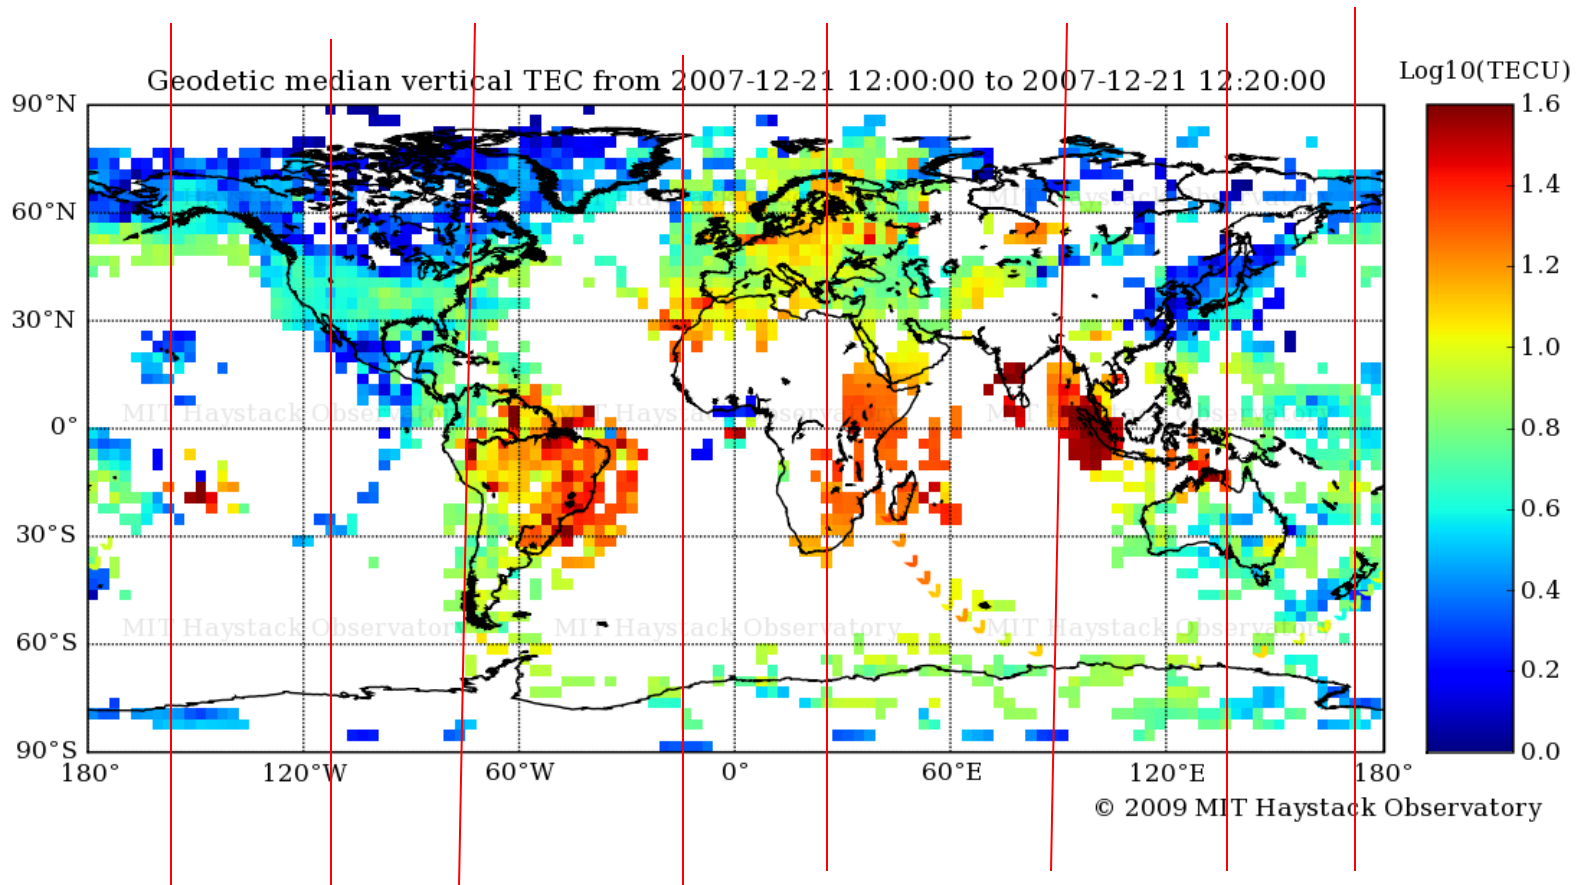 Geodetic median vertical TEC from 2007-12-21 12:00:00 to 2007-12-21 12:20:00
Log10(TECU)
90°N
60°N
30°N
0°
30°S
60°S
90°S
180°
120°W
60°W
0°
60°E
120°E
180°
1.6
1.4
1.2
1.0
0.8
0.6
0.4
0.2
0.0
MIT Haystack Observatory
MIT Haystack Observatory
MIT Haystack Observatory
MIT Haystack Observatory
MIT Haystack Observatory
MIT Haystack Observatory
© 2009 MIT Haystack Observatory